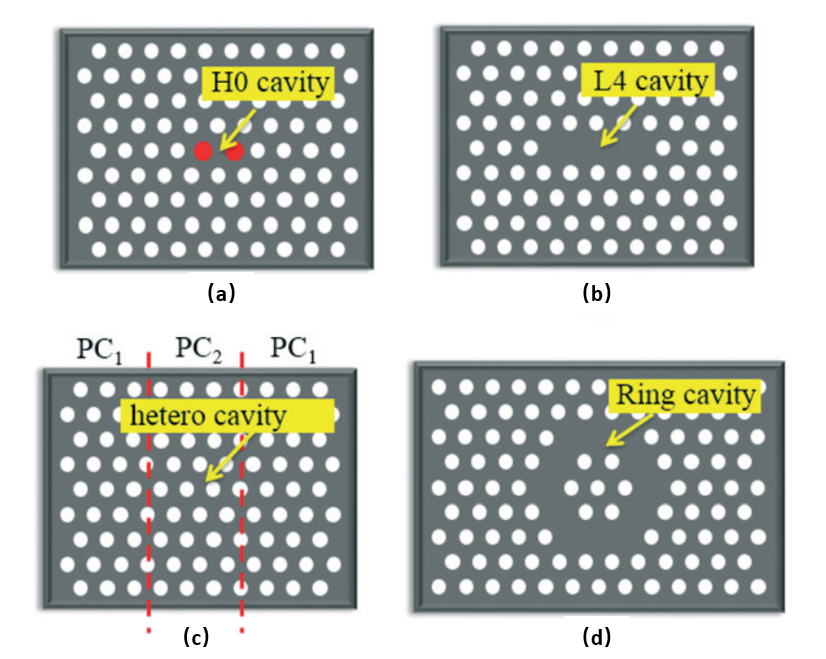 H0 cavity
L4 cavity
(a)
(b)
PC₁ PC₂ PC₁
hetero cavity
Ring cavity
(c)
(d)